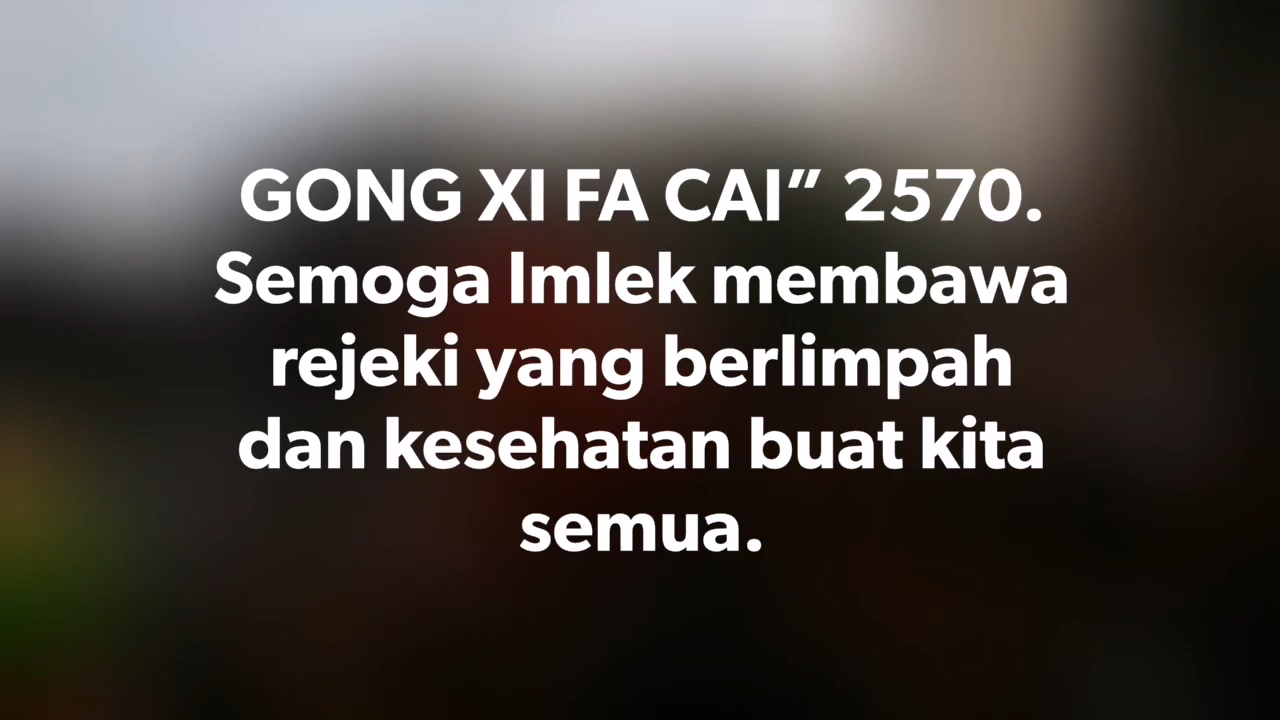 GONG XI FA CAI” 2570.
Semoga Imlek membawa
rejeki yang berlimpah
dan kesehatan buat kita
semua.